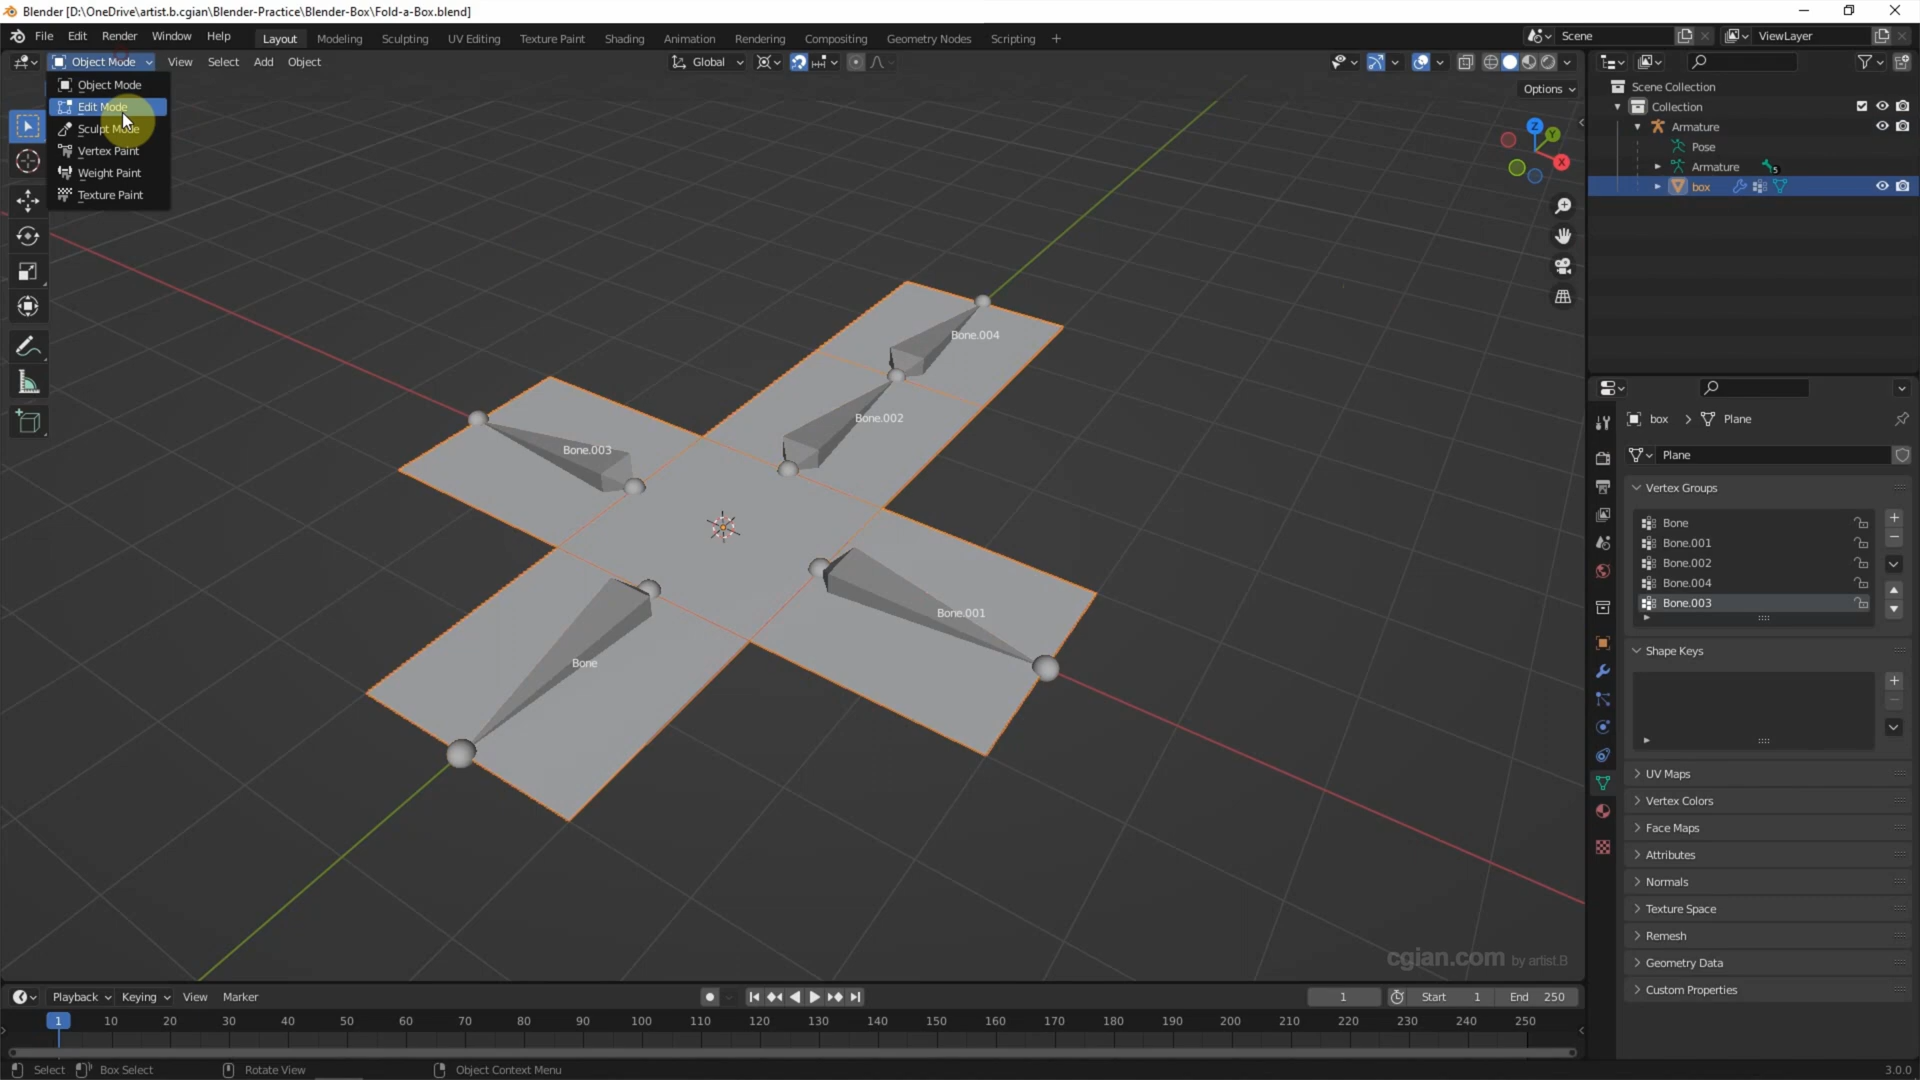 Blender [D:\OneDrive\artist.b.cgian\Blender-Practice\Blender-Box\Fold-a-Box.blend]
File Edit Render Window Help Layout Modeling Sculpting UV Editing Texture Paint Shading Animation Rendering Compositing Geometry Nodes Scripting + Scene ViewLayer
Object Mode View Select Add Object Global
Options
Object Mode
Edit Mode
Sculpt Mode
Vertex Paint
Weight Paint
Texture Paint
Z
Y
X
Bone.004
Bone.002
Bone.003
Bone.001
Bone
Scene Collection
Collection
Armature
Pose
Armature 5
box
box > Plane
Plane
Vertex Groups
Bone
Bone.001
Bone.002
Bone.004
Bone.003
Shape Keys
UV Maps
Vertex Colors
Face Maps
Attributes
Normals
Texture Space
Remesh
Geometry Data
Custom Properties
cgian.com by artist.B
Playback Keying View Marker 1 Start 1 End 250
1 10 20 30 40 50 60 70 80 90 100 110 120 130 140 150 160 170 180 190 200 210 220 230 240 250
Select Box Select Rotate View Object Context Menu 3.0.0